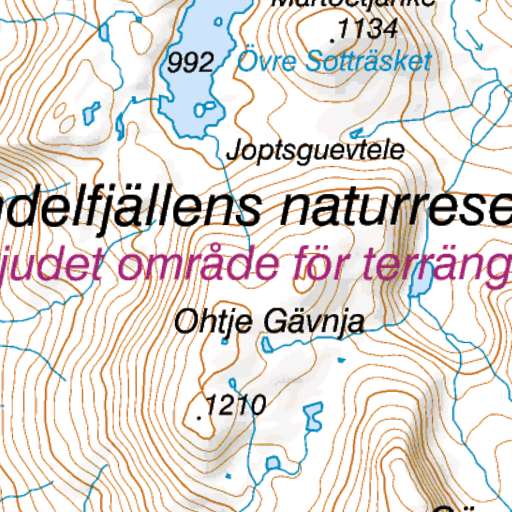 .1134
992 Övre Sotträsket
Joptsguevtele
delfjällens naturrese
judet område för terräng
Ohtje Gävnja
.1210